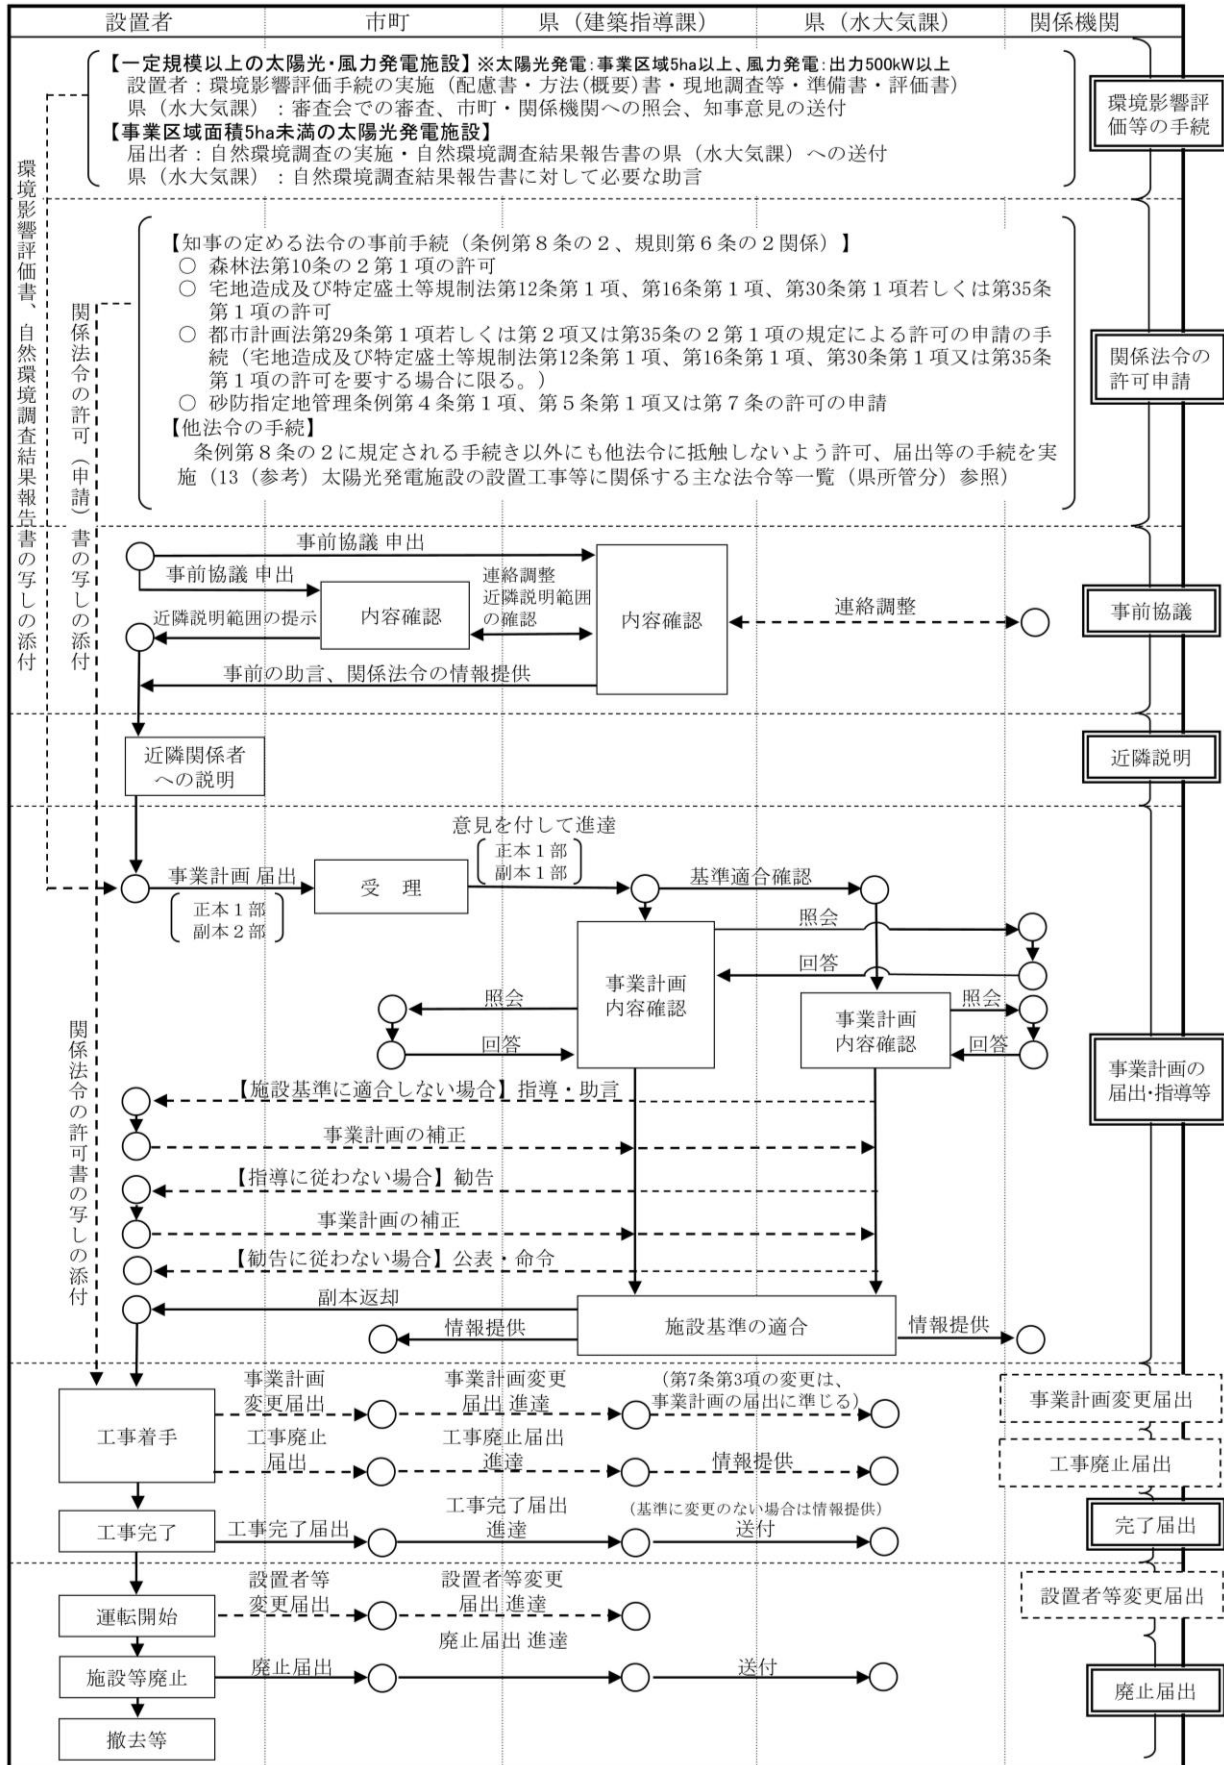 設置者
市町
県（建築指導課）
県（水大気課）
関係機関
【一定規模以上の太陽光・風力発電施設】※太陽光発電：事業区域5ha以上、風力発電：出力500kW以上
設置者：環境影響評価手続の実施（配慮書・方法(概要)書・現地調査等・準備書・評価書）
県（水大気課）：審査会での審査、市町・関係機関への照会、知事意見の送付
【事業区域面積5ha未満の太陽光発電施設】
届出者：自然環境調査の実施・自然環境調査結果報告書の県（水大気課）への送付
県（水大気課）：自然環境調査結果報告書に対して必要な助言
環境影響評
価等の手続
環境影響評価書、自然環境調査結果報告書の写しの添付
関係法令の許可（申請）書の写しの添付
【知事の定める法令の事前手続（条例第８条の２、規則第６条の２関係）】
○ 森林法第10条の２第１項の許可
○ 宅地造成及び特定盛土等規制法第12条第１項、第16条第１項、第30条第１項若しくは第35条
第１項の許可
○ 都市計画法第29条第１項若しくは第２項又は第35条の２第１項の規定による許可の申請の手
続（宅地造成及び特定盛土等規制法第12条第１項、第16条第１項、第30条第１項又は第35条
第１項の許可を要する場合に限る。）
○ 砂防指定地管理条例第４条第１項、第５条第１項又は第７条の許可の申請
【他法令の手続】
条例第８条の２に規定される手続き以外にも他法令に抵触しないよう許可、届出等の手続を実
施（13（参考）太陽光発電施設の設置工事等に関係する主な法令等一覧（県所管分）参照）
関係法令の
許可申請
事前協議 申出
事前協議 申出
連絡調整
近隣説明範囲
の確認
近隣説明範囲の提示
内容確認
内容確認
連絡調整
事前協議
事前の助言、関係法令の情報提供
近隣関係者
への説明
近隣説明
意見を付して進達
正本１部
副本１部
事業計画 届出
正本１部
副本２部
受　理
基準適合確認
照会
回答
事業計画
内容確認
照会
回答
事業計画
内容確認
照会
回答
事業計画の
届出・指導等
関係法令の許可書の写しの添付
【施設基準に適合しない場合】指導・助言
事業計画の補正
【指導に従わない場合】勧告
事業計画の補正
【勧告に従わない場合】公表・命令
副本返却
情報提供
施設基準の適合
情報提供
工事着手
事業計画
変更届出
事業計画変更
届出 進達
（第7条第3項の変更は、
事業計画の届出に準じる）
事業計画変更届出
工事廃止
届出
工事廃止届出
進達
情報提供
工事廃止届出
工事完了
工事完了届出
工事完了届出
進達
（基準に変更のない場合は情報提供）
送付
完了届出
運転開始
設置者等
変更届出
設置者等変更
届出 進達
設置者等変更届出
施設等廃止
廃止届出
廃止届出 進達
送付
廃止届出
撤去等